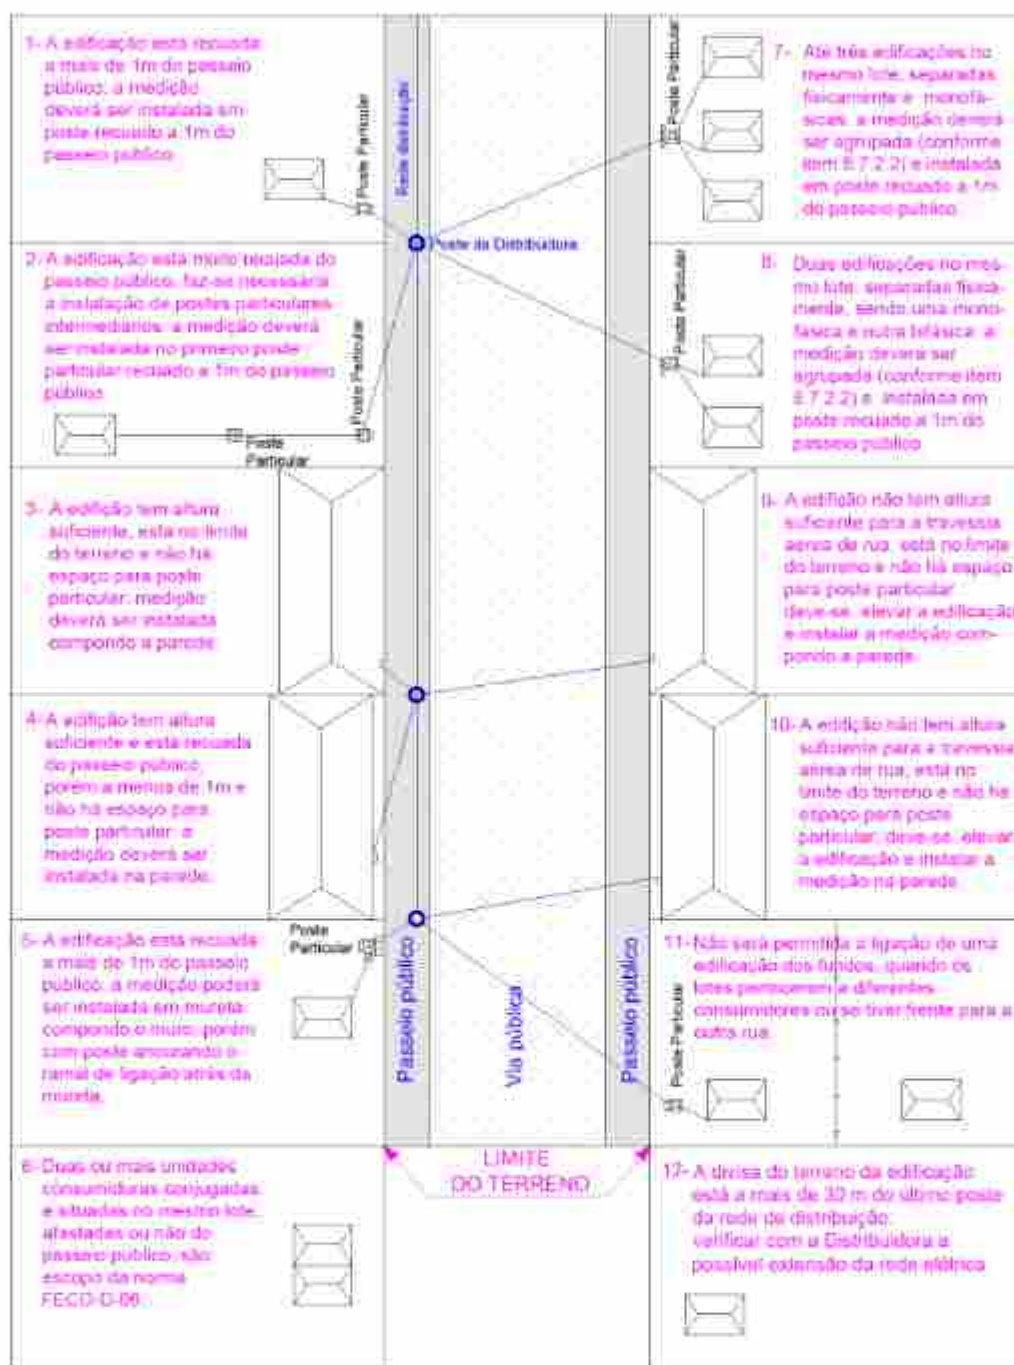 1- A edificação está recuada
a mais de 1m do passeio
público: a medição
deverá ser instalada em
poste recuado a 1m do
passeio público
Poste Particular
Rede distribuição
Poste Particular
7- Até três edificações no
mesmo lote, separadas
fisicamente e monofá-
sicas: a medição deverá
ser agrupada (conforme
item 5.7.2.2) e instalada
em poste recuado a 1m
do passeio público
Poste da Distribuidora
2- A edificação está muito recuada do
passeio público, faz-se necessária
a instalação de postes particulares
intermediários: a medição deverá
ser instalada no primeiro poste
particular recuado a 1m do passeio
público
Poste Particular
Poste
Particular
Poste Particular
8- Duas edificações no mes-
mo lote, separadas fisica-
mente, sendo uma mono-
fásica e outra bifásica: a
medição deverá ser
agrupada (conforme item
5.7.2.2) e instalada em
poste recuado a 1m do
passeio público
3- A edifição tem altura
suficiente, está no limite
do terreno e não há
espaço para poste
particular: medição
deverá ser instalada
compondo a parede
9- A edifição não tem altura
suficiente para a travessia
aérea de rua, está no limite
do terreno e não há espaço
para poste particular
deve-se, elevar a edificação
e instalar a medição com-
pondo a parede.
4- A edifição tem altura
suficiente e está recuada
do passeio público,
porém a menos de 1m e
não há espaço para
poste particular: a
medição deverá ser
instalada na parede.
10- A edição não tem altura
suficiente para a travessia
aérea de rua, está no
limite do terreno e não há
espaço para poste
particular: deve-se, elevar
a edificação e instalar a
medição na parede.
5- A edificação está recuada
a mais de 1m do passeio
público: a medição poderá
ser instalada em mureta
compondo o muro, porém
com poste ancorando o
ramal de ligação atrás da
mureta.
Poste
Particular
Passeio público
Via pública
Passeio público
Poste Particular
11- Não será permitida a ligação de uma
edificação dos fundos, quando os
lotes pertencerem a diferentes
consumidores ou se tiver frente para a
outra rua.
6- Duas ou mais unidades
consumidoras conjugadas
e situadas no mesmo lote,
afastadas ou não do
passeio público, são
escopo da norma
FECO-D-06
LIMITE
DO TERRENO
12- A divisa do terreno da edificação
está a mais de 30 m do último poste
da rede de distribuição:
verificar com a Distribuidora a
possível extensão da rede elétrica